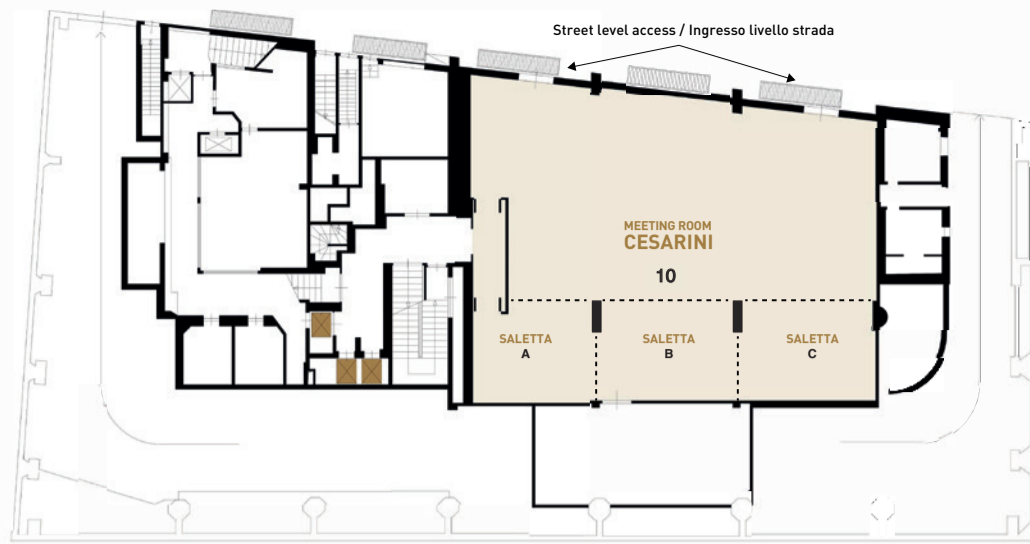 Street level access / Ingresso livello strada
MEETING ROOM
CESARINI
10
SALETTA
A
SALETTA
B
SALETTA
C